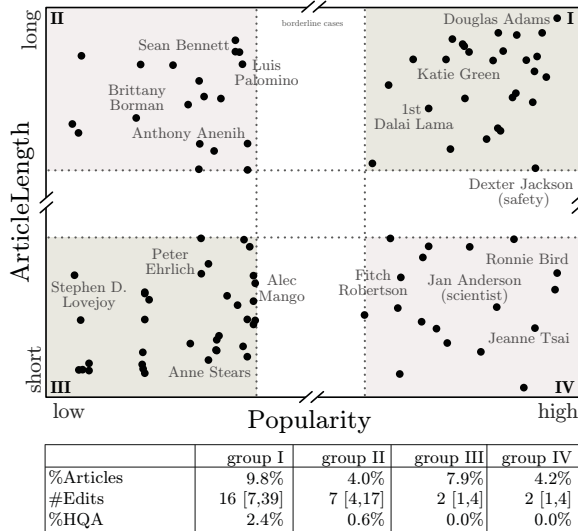 II
borderline cases
I
long
Douglas Adams
Sean Bennett
Luis
Palomino
Katie Green
Brittany
Borman
1st
Dalai Lama
Anthony Anenih
Dexter Jackson
(safety)
ArticleLength
Peter
Ehrlich
Alec
Mango
Fitch
Robertson
Ronnie Bird
Jan Anderson
(scientist)
Stephen D.
Lovejoy
Jeanne Tsai
Anne Stears
short
III
IV
low
Popularity
high
group I group II group III group IV
%Articles 9.8% 4.0% 7.9% 4.2%
#Edits 16 [7,39] 7 [4,17] 2 [1,4] 2 [1,4]
%HQA 2.4% 0.6% 0.0% 0.0%